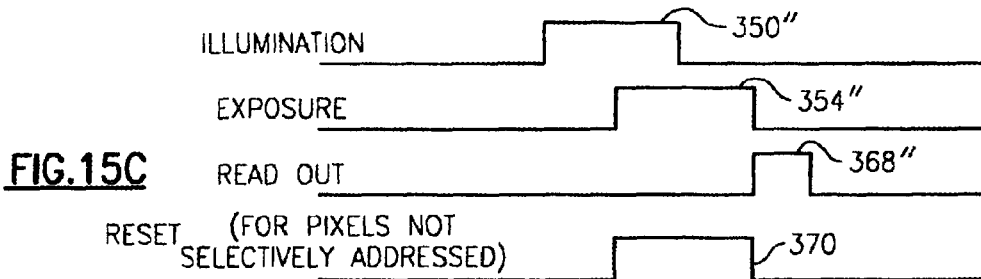 ILLUMINATION
350"
EXPOSURE
354"
FIG.15C
READ OUT
368"
RESET (FOR PIXELS NOT
SELECTIVELY ADDRESSED)
370